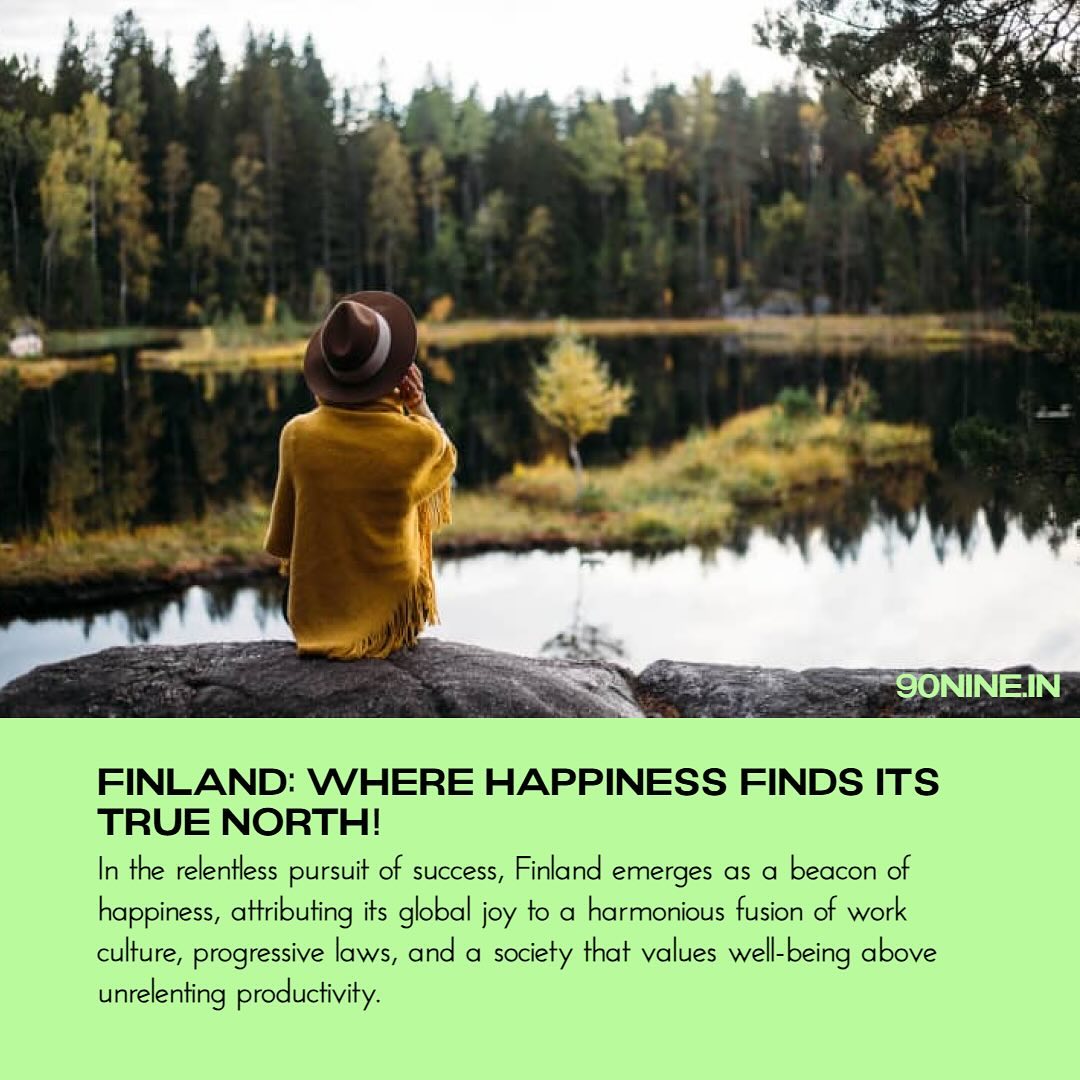 90NINE.IN
FINLAND: WHERE HAPPINESS FINDS ITS
TRUE NORTH!
In the relentless pursuit of success, Finland emerges as a beacon of
happiness, attributing its global joy to a harmonious fusion of work
culture, progressive laws, and a society that values well-being above
unrelenting productivity.